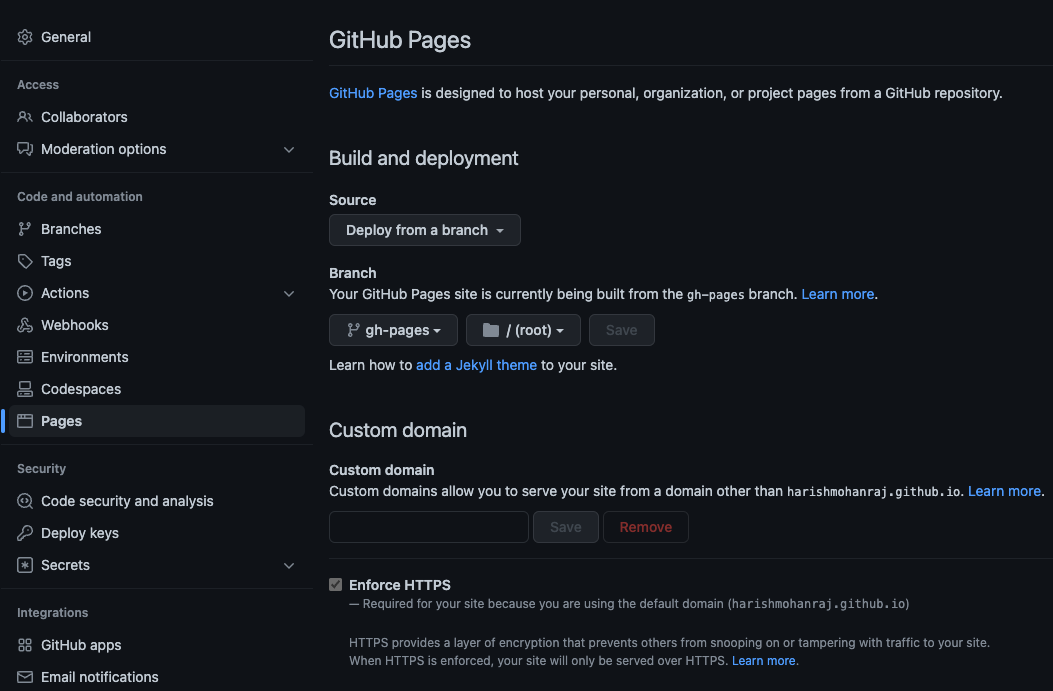 General
Access
Collaborators
Moderation options
Code and automation
Branches
Tags
Actions
Webhooks
Environments
Codespaces
Pages
Security
Code security and analysis
Deploy keys
Secrets
Integrations
GitHub apps
Email notifications
GitHub Pages
GitHub Pages is designed to host your personal, organization, or project pages from a GitHub repository.
Build and deployment
Source
Deploy from a branch
Branch
Your GitHub Pages site is currently being built from the gh-pages branch. Learn more.
gh-pages / (root) Save
Learn how to add a Jekyll theme to your site.
Custom domain
Custom domain
Custom domains allow you to serve your site from a domain other than harishmohanraj.github.io. Learn more.
Save Remove
Enforce HTTPS
— Required for your site because you are using the default domain (harishmohanraj.github.io)
HTTPS provides a layer of encryption that prevents others from snooping on or tampering with traffic to your site.
When HTTPS is enforced, your site will only be served over HTTPS. Learn more.